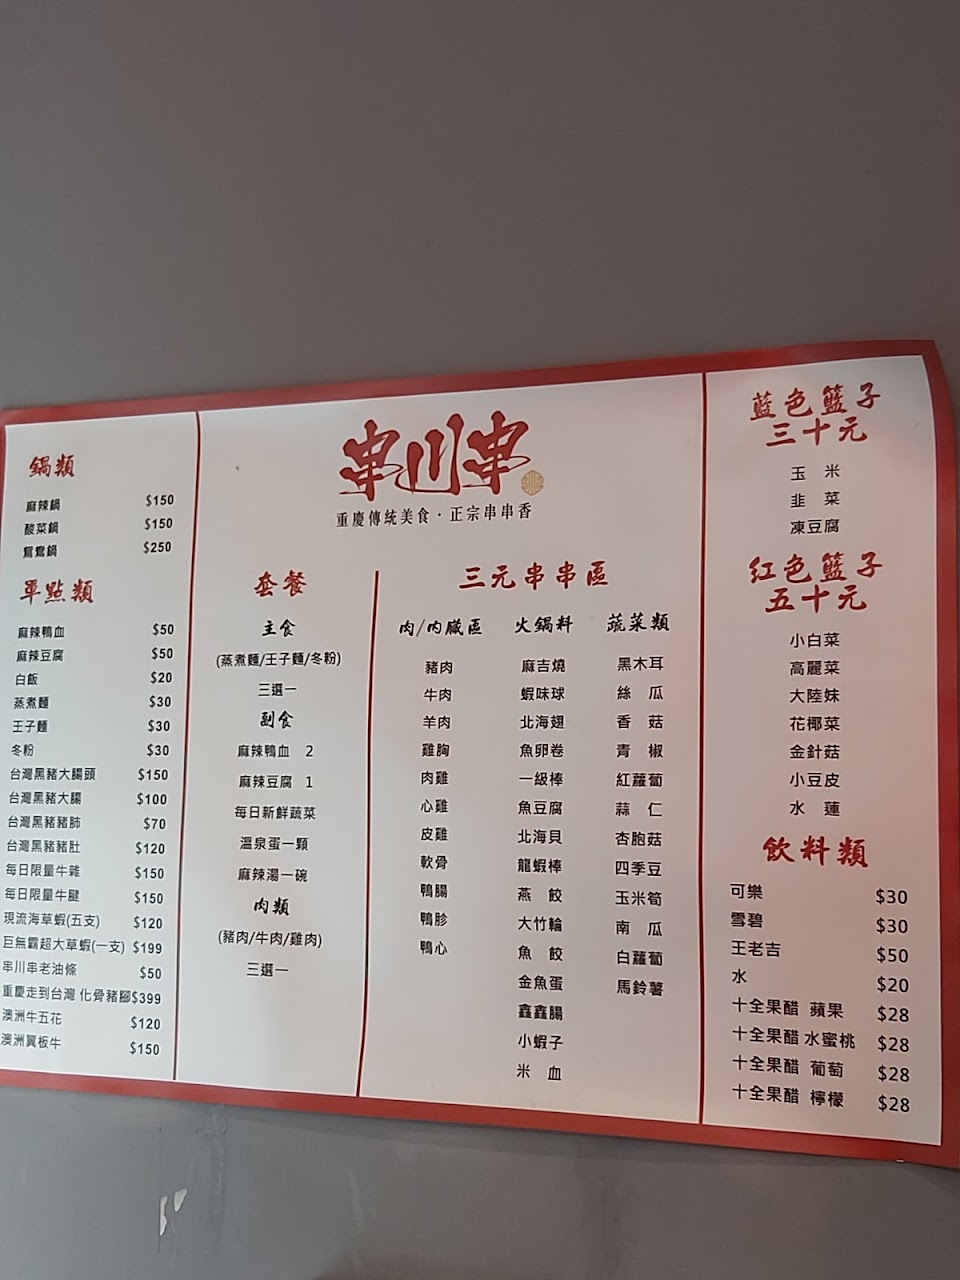 串川串
重慶傳統美食·正宗串串香
鍋類
麻辣鍋 $150
酸菜鍋 $150
鴛鴦鍋 $250
單點類
麻辣鴨血 $50
麻辣豆腐 $50
白飯 $20
蒸煮麵 $30
王子麵 $30
冬粉 $30
台灣黑豬大腸頭 $150
台灣黑豬大腸 $100
台灣黑豬豬肺 $70
台灣黑豬豬肚 $120
每日限量牛雜 $150
每日限量牛腱 $150
現流海草蝦(五支) $120
巨無霸超大草蝦(一支) $199
串川串老油條 $50
重慶走到台灣 化骨豬腳$399
澳洲牛五花 $120
澳洲翼板牛 $150
套餐
主食
(蒸煮麵/王子麵/冬粉)
三選一
副食
麻辣鴨血 2
麻辣豆腐 1
每日新鮮蔬菜
溫泉蛋一顆
麻辣湯一碗
肉類
(豬肉/牛肉/雞肉)
三選一
三元串串區
肉/內臟區
豬肉
牛肉
羊肉
雞胸
肉雞
心雞
皮雞
軟骨
鴨腸
鴨胗
鴨心
火鍋料
麻吉燒
蝦味球
北海翅
魚卵卷
一級棒
魚豆腐
北海貝
龍蝦棒
燕 餃
大竹輪
魚 餃
金魚蛋
鑫鑫腸
小蝦子
米 血
蔬菜類
黑木耳
絲 瓜
香 菇
青 椒
紅蘿蔔
蒜 仁
杏胞菇
四季豆
玉米筍
南 瓜
白蘿蔔
馬鈴薯
藍色籃子
三十元
玉 米
韭 菜
凍豆腐
紅色籃子
五十元
小白菜
高麗菜
大陸妹
花椰菜
金針菇
小豆皮
水 蓮
飲料類
可樂 $30
雪碧 $30
王老吉 $50
水 $20
十全果醋 蘋果 $28
十全果醋 水蜜桃 $28
十全果醋 葡萄 $28
十全果醋 檸檬 $28